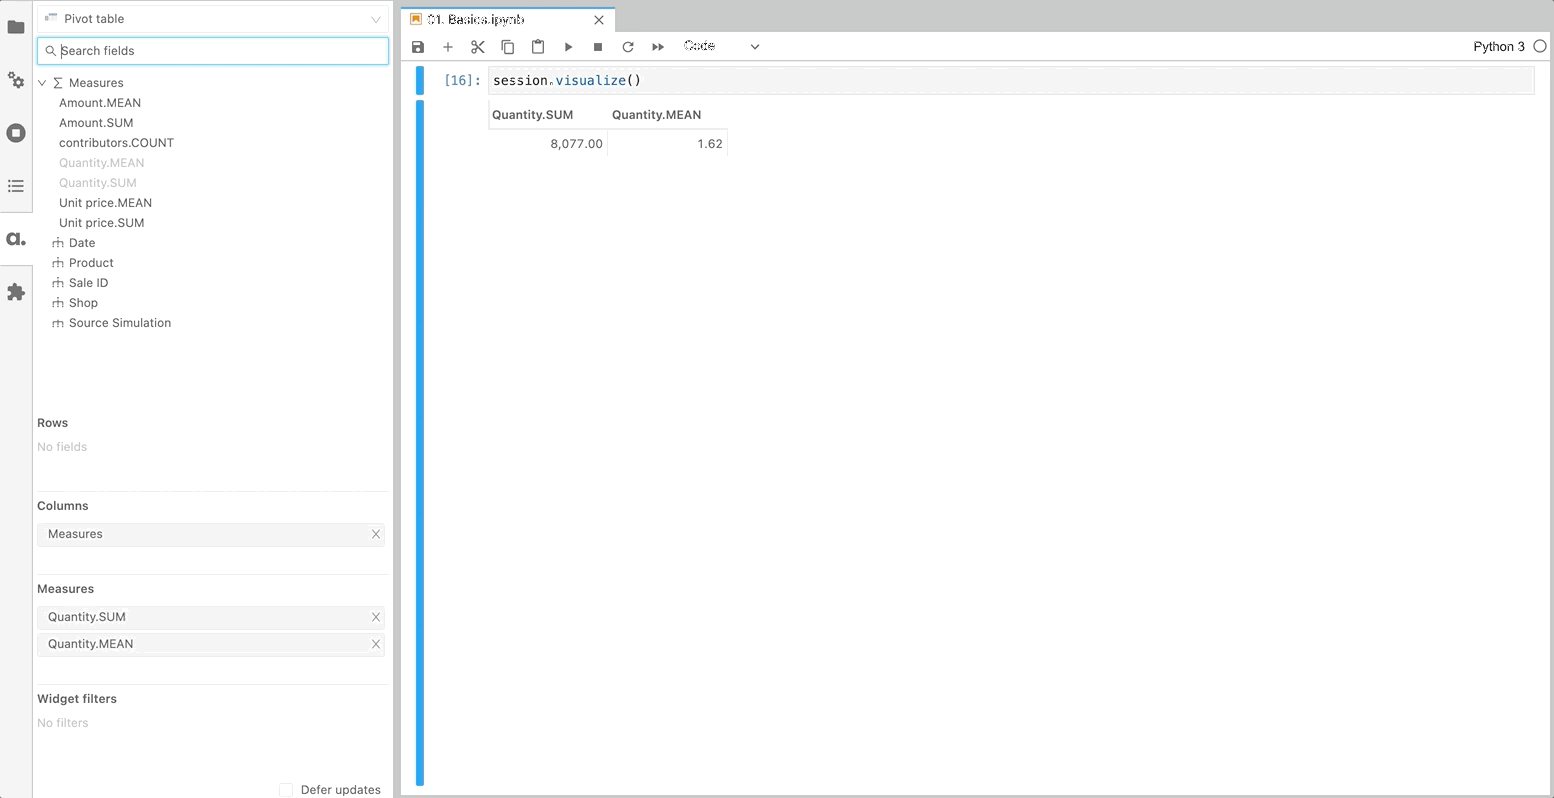 Pivot table
Search fields
Measures
Amount.MEAN
Amount.SUM
contributors.COUNT
Quantity.MEAN
Quantity.SUM
Unit price.MEAN
Unit price.SUM
Date
Product
Sale ID
Shop
Source Simulation
Rows
No fields
Columns
Measures
Measures
Quantity.SUM
Quantity.MEAN
Widget filters
No filters
Defer updates
a.
01. Basics.ipynb
Code
Python 3
[16]: session.visualize()
Quantity.SUM Quantity.MEAN
8,077.00 1.62